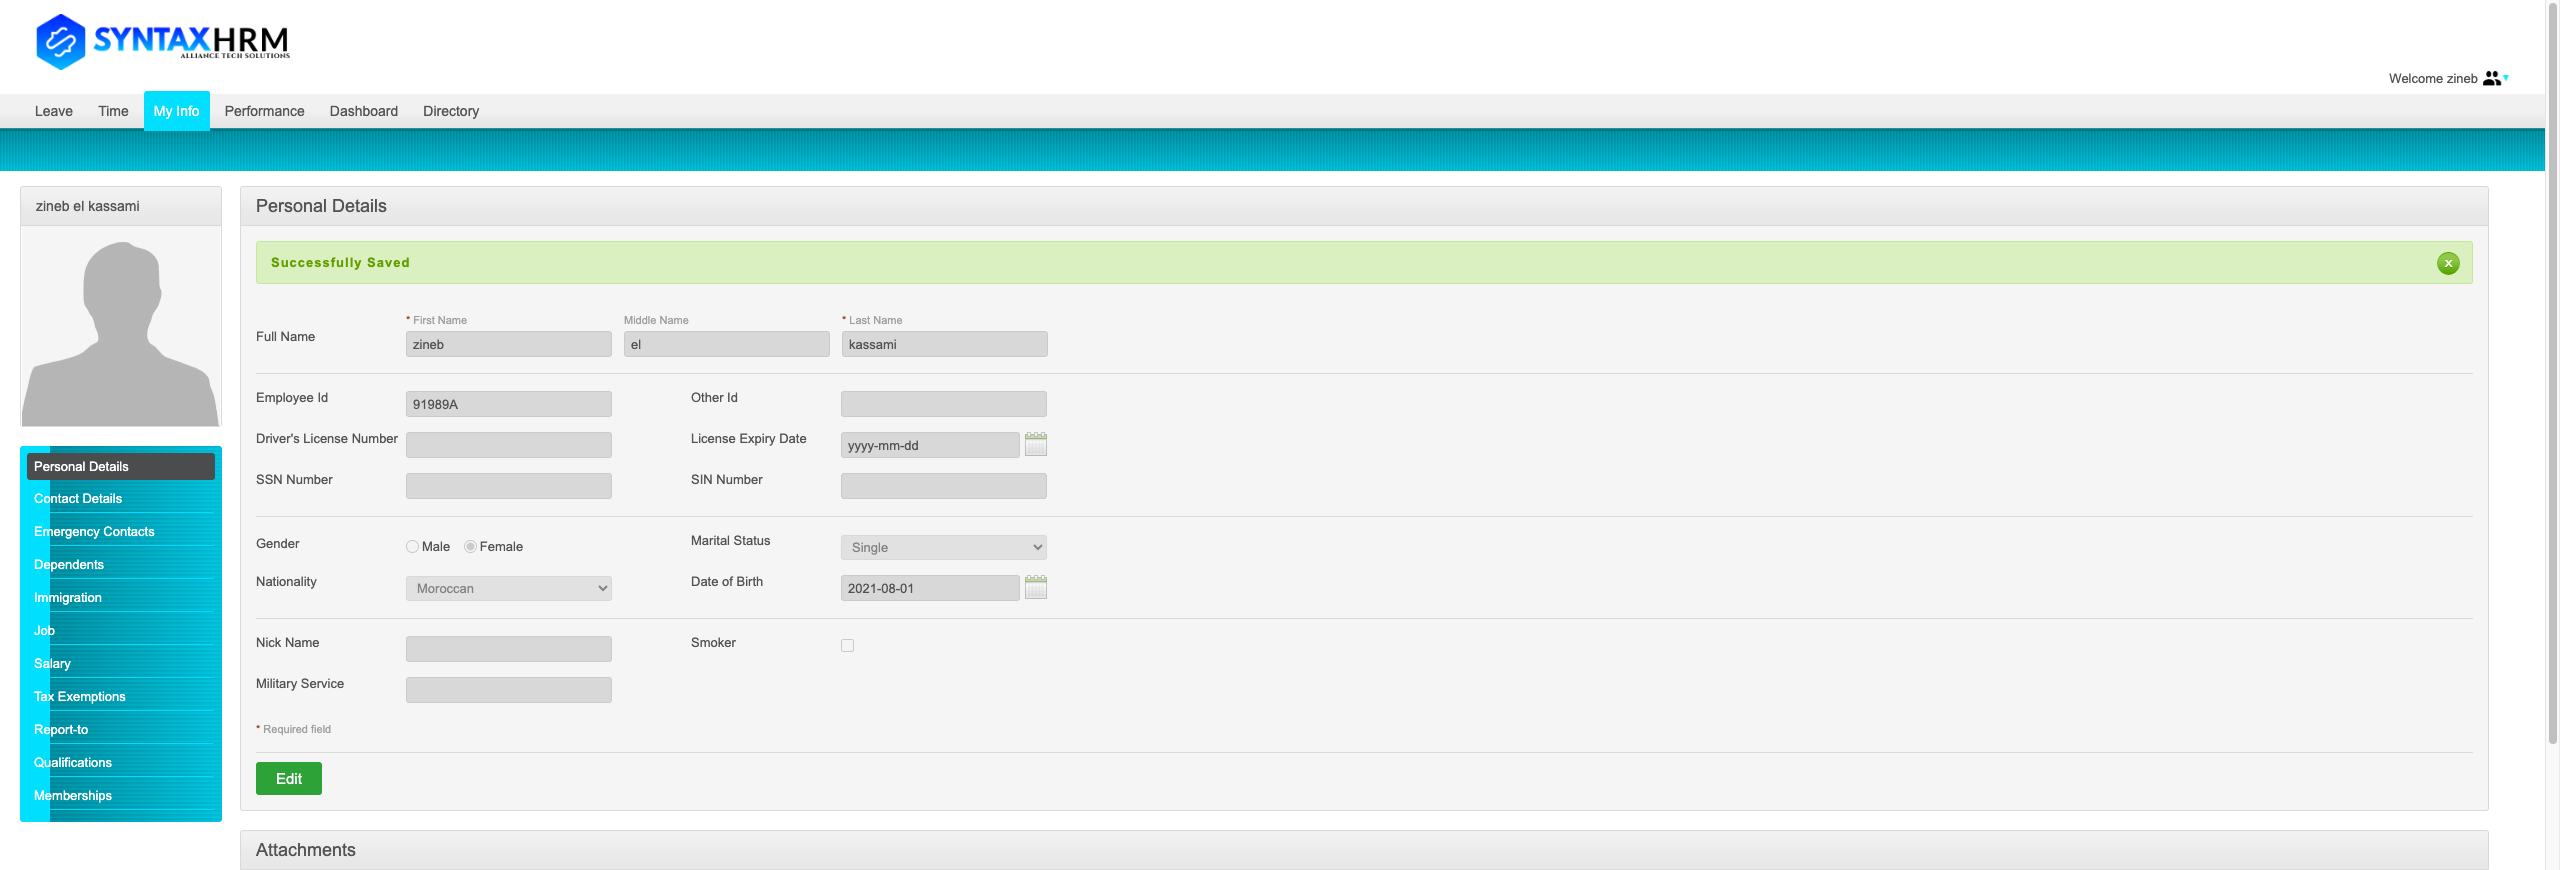 SYNTAXHRM
ALLIANCE TECH SOLUTIONS
Welcome zineb
Leave Time My Info Performance Dashboard Directory
zineb el kassami
Personal Details
Contact Details
Emergency Contacts
Dependents
Immigration
Job
Salary
Tax Exemptions
Report-to
Qualifications
Memberships
Personal Details
Successfully Saved x
* First Name Middle Name * Last Name
Full Name zineb el kassami
Employee Id 91989A Other Id
Driver's License Number License Expiry Date yyyy-mm-dd
SSN Number SIN Number
Gender Male Female Marital Status Single
Nationality Moroccan Date of Birth 2021-08-01
Nick Name Smoker
Military Service
* Required field
Edit
Attachments